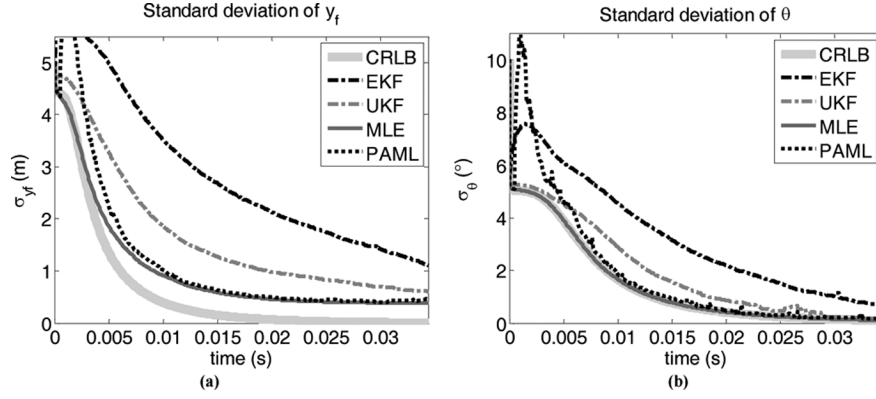 Standard deviation of y_f
σ_yf (m)
5
4
3
2
1
0
CRLB
EKF
UKF
MLE
PAML
0 0.005 0.01 0.015 0.02 0.025 0.03
time (s)
(a)
Standard deviation of θ
σ_θ (°)
10
8
6
4
2
0
CRLB
EKF
UKF
MLE
PAML
0 0.005 0.01 0.015 0.02 0.025 0.03
time (s)
(b)